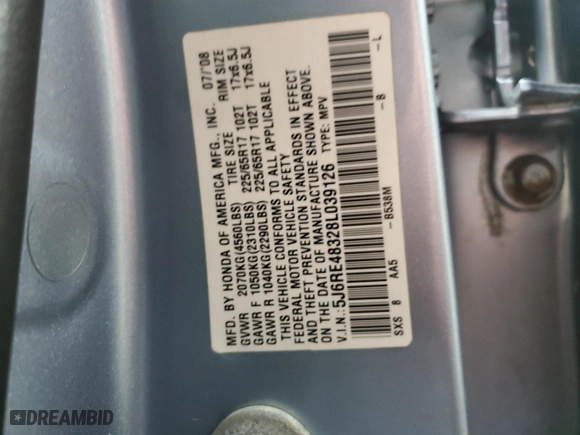 MFD. BY HONDA OF AMERICA MFG., INC. 07/'08
TIRE SIZE RIM SIZE
GVWR 2070KG(4560LBS)
GAWR F 1050KG(2310LBS) 225/65R17 102T 17x6.5J
GAWR R 1040KG(2290LBS) 225/65R17 102T 17x6.5J
THIS VEHICLE CONFORMS TO ALL APPLICABLE
FEDERAL MOTOR VEHICLE SAFETY
AND THEFT PREVENTION STANDARDS IN EFFECT
ON THE DATE OF MANUFACTURE SHOWN ABOVE.
V.I.N.:5J6RE48328L039126 TYPE: MPV
SXS 8 AA5 - B538M - B - L
DREAMBID